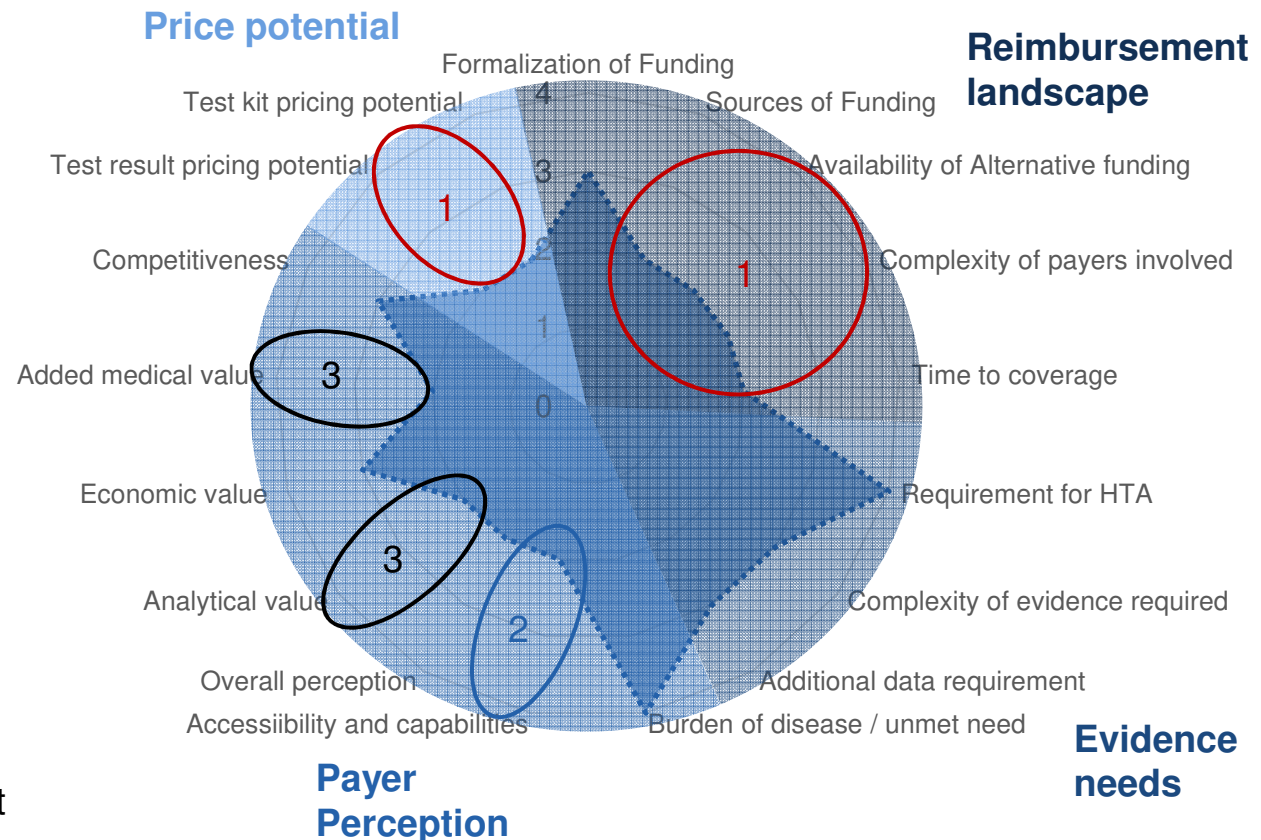 Price potential
Reimbursement
landscape
Formalization of Funding
Test kit pricing potential
4
Sources of Funding
Test result pricing potential
3
Availability of Alternative funding
1
Competitiveness
2
1
Complexity of payers involved
1
Added medical value
3
0
Time to coverage
Economic value
Requirement for HTA
3
Analytical value
Complexity of evidence required
2
Overall perception
Additional data requirement
Accessiibility and capabilities
Burden of disease / unmet need
Evidence
needs
Payer
Perception
t